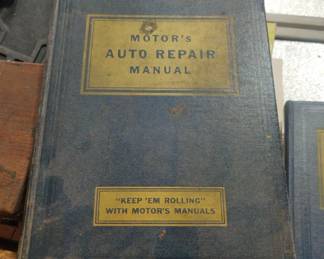 MOTOR'S
AUTO REPAIR
MANUAL
"KEEP 'EM ROLLING"
WITH MOTOR'S MANUALS